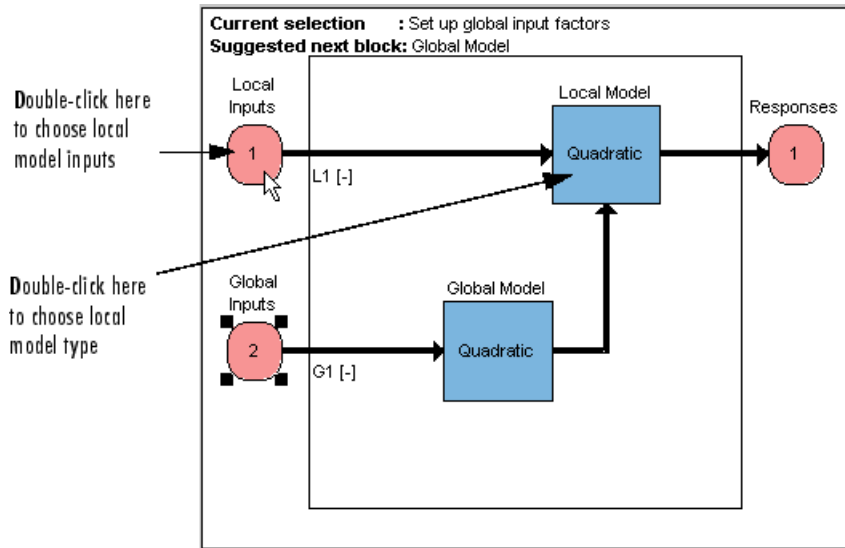 Current selection : Set up global input factors
Suggested next block: Global Model
Double-click here
to choose local
model inputs
Local
Inputs
1
L1 [-]
Local Model
Quadratic
Responses
1
Double-click here
to choose local
model type
Global
Inputs
2
G1 [-]
Global Model
Quadratic